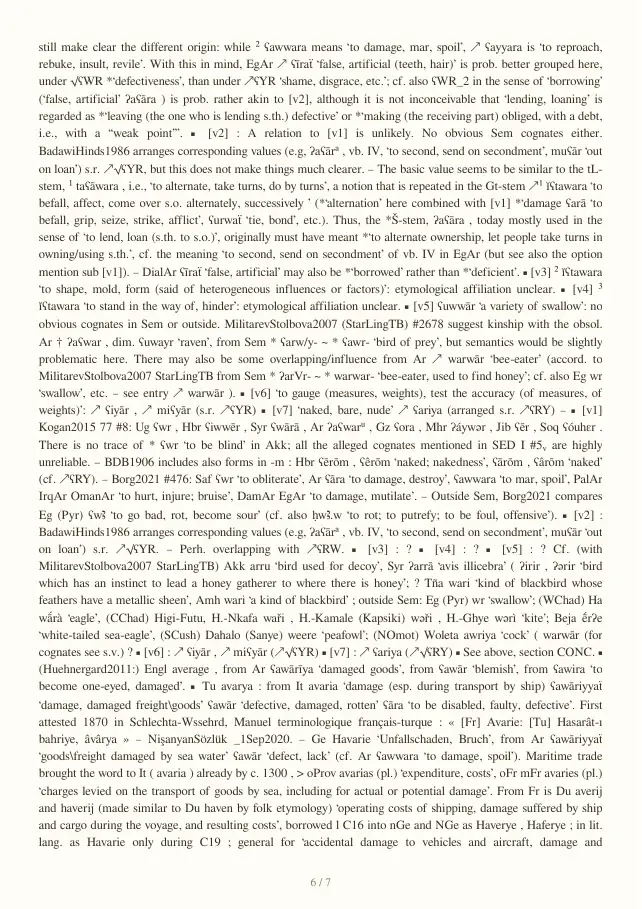 still make clear the different origin: while ² ʕawwara means ‘to damage, mar, spoil’, ↗ ʕayyara is ‘to reproach,
rebuke, insult, revile’. With this in mind, EgAr ↗ ʕīraẗ ‘false, artificial (teeth, hair)’ is prob. better grouped here,
under √ʕWR *‘defectiveness’, than under ↗ʕYR ‘shame, disgrace, etc.’; cf. also ʕWR_2 in the sense of ‘borrowing’
(‘false, artificial’ ʔaʕāra ) is prob. rather akin to [v2], although it is not inconceivable that ‘lending, loaning’ is
regarded as *‘leaving (the one who is lending s.th.) defective’ or *‘making (the receiving part) obliged, with a debt,
i.e., with a “weak point”’. ▪ [v2] : A relation to [v1] is unlikely. No obvious Sem cognates either.
BadawiHinds1986 arranges corresponding values (e.g, ʔaʕārᵃ , vb. IV, ‘to second, send on secondment’, muʕār ‘out
on loan’) s.r. ↗√ʕYR, but this does not make things much clearer. – The basic value seems to be similar to the tL-
stem, ¹ taʕāwara , i.e., ‘to alternate, take turns, do by turns’, a notion that is repeated in the Gt-stem ↗¹ ĭʕtawara ‘to
befall, affect, come over s.o. alternately, successively ’ (*‘alternation’ here combined with [v1] *‘damage ʕarā ‘to
befall, grip, seize, strike, afflict’, ʕurwaẗ ‘tie, bond’, etc.). Thus, the *Š-stem, ʔaʕāra , today mostly used in the
sense of ‘to lend, loan (s.th. to s.o.)’, originally must have meant *‘to alternate ownership, let people take turns in
owning/using s.th.’, cf. the meaning ‘to second, send on secondment’ of vb. IV in EgAr (but see also the option
mention sub [v1]). – DialAr ʕīraẗ ‘false, artificial’ may also be *‘borrowed’ rather than *‘deficient’. ▪ [v3] ² ĭʕtawara
‘to shape, mold, form (said of heterogeneous influences or factors)’: etymological affiliation unclear. ▪ [v4] ³
ĭʕtawara ‘to stand in the way of, hinder’: etymological affiliation unclear. ▪ [v5] ʕuwwār ‘a variety of swallow’: no
obvious cognates in Sem or outside. MilitarevStolbova2007 (StarLingTB) #2678 suggest kinship with the obsol.
Ar † ʔaʕwar , dim. ʕuwayr ‘raven’, from Sem * ʕarw/y- ~ * ʕawr- ‘bird of prey’, but semantics would be slightly
problematic here. There may also be some overlapping/influence from Ar ↗ warwār ‘bee-eater’ (accord. to
MilitarevStolbova2007 StarLingTB from Sem * ʔarVr- ~ * warwar- ‘bee-eater, used to find honey’; cf. also Eg wr
‘swallow’, etc. – see entry ↗ warwār ). ▪ [v6] ‘to gauge (measures, weights), test the accuracy (of measures, of
weights)’: ↗ ʕiyār , ↗ miʕyār (s.r. ↗ʕYR) ▪ [v7] ‘naked, bare, nude’ ↗ ʕariya (arranged s.r. ↗ʕRY) – ▪ [v1]
Kogan2015 77 #8: Ug ʕwr , Hbr ʕiwwēr , Syr ʕwārā , Ar ʔaʕwarᵘ , Gz ʕora , Mhr ʔáywər , Jib ʕēr , Soq ʕóuhɛr .
There is no trace of * ʕwr ‘to be blind’ in Akk; all the alleged cognates mentioned in SED I #5ᵥ are highly
unreliable. – BDB1906 includes also forms in -m : Hbr ʕērōm , ʕêrōm ‘naked; nakedness’, ʕārōm , ʕârōm ‘naked’
(cf. ↗ʕRY). – Borg2021 #476: Saf ʕwr ‘to obliterate’, Ar ʕāra ‘to damage, destroy’, ʕawwara ‘to mar, spoil’, PalAr
IrqAr OmanAr ‘to hurt, injure; bruise’, DamAr EgAr ‘to damage, mutilate’. – Outside Sem, Borg2021 compares
Eg (Pyr) ʕwꜣ ‘to go bad, rot, become sour’ (cf. also ḥwꜣ.w ‘to rot; to putrefy; to be foul, offensive’). ▪ [v2] :
BadawiHinds1986 arranges corresponding values (e.g, ʔaʕārᵃ , vb. IV, ‘to second, send on secondment’, muʕār ‘out
on loan’) s.r. ↗√ʕYR. – Perh. overlapping with ↗ʕRW. ▪ [v3] : ? ▪ [v4] : ? ▪ [v5] : ? Cf. (with
MilitarevStolbova2007 StarLingTB) Akk arru ‘bird used for decoy’, Syr ʔarrā ‘avis illicebra’ ( ʔirir , ʔərir ‘bird
which has an instinct to lead a honey gatherer to where there is honey’; ? Tña wari ‘kind of blackbird whose
feathers have a metallic sheen’, Amh wari ‘a kind of blackbird’ ; outside Sem: Eg (Pyr) wr ‘swallow’; (WChad) Ha
wā́rà ‘eagle’, (CChad) Higi-Futu, H.-Nkafa waři , H.-Kamale (Kapsiki) wəři , H.-Ghye wərì ‘kite’; Beja ḗrʔe
‘white-tailed sea-eagle’, (SCush) Dahalo (Sanye) weere ‘peafowl’; (NOmot) Woleta awriya ‘cock’ ( warwār (for
cognates see s.v.) ? ▪ [v6] : ↗ ʕiyār , ↗ miʕyār (↗√ʕYR) ▪ [v7] : ↗ ʕariya (↗√ʕRY) ▪ See above, section CONC. ▪
(Huehnergard2011:) Engl average , from Ar ʕawārīya ‘damaged goods’, from ʕawār ‘blemish’, from ʕawira ‘to
become one-eyed, damaged’. ▪ Tu avarya : from It avaria ‘damage (esp. during transport by ship) ʕawāriyyaẗ
‘damage, damaged freight\goods’ ʕawār ‘defective, damaged, rotten’ ʕāra ‘to be disabled, faulty, defective’. First
attested 1870 in Schlechta-Wssehrd, Manuel terminologique français-turque : « [Fr] Avarie: [Tu] Hasarât-ı
bahriye, âvârya » – NişanyanSözlük _1Sep2020. – Ge Havarie ‘Unfallschaden, Bruch’, from Ar ʕawāriyyaẗ
‘goods\freight damaged by sea water’ ʕawār ‘defect, lack’ (cf. Ar ʕawwara ‘to damage, spoil’). Maritime trade
brought the word to It ( avaria ) already by c. 1300 , > oProv avarias (pl.) ‘expenditure, costs’, oFr mFr avaries (pl.)
‘charges levied on the transport of goods by sea, including for actual or potential damage’. From Fr is Du averij
and haverij (made similar to Du haven by folk etymology) ‘operating costs of shipping, damage suffered by ship
and cargo during the voyage, and resulting costs’, borrowed l C16 into nGe and NGe as Haverye , Haferye ; in lit.
lang. as Havarie only during C19 ; general for ‘accidental damage to vehicles and aircraft, damage and
6 / 7